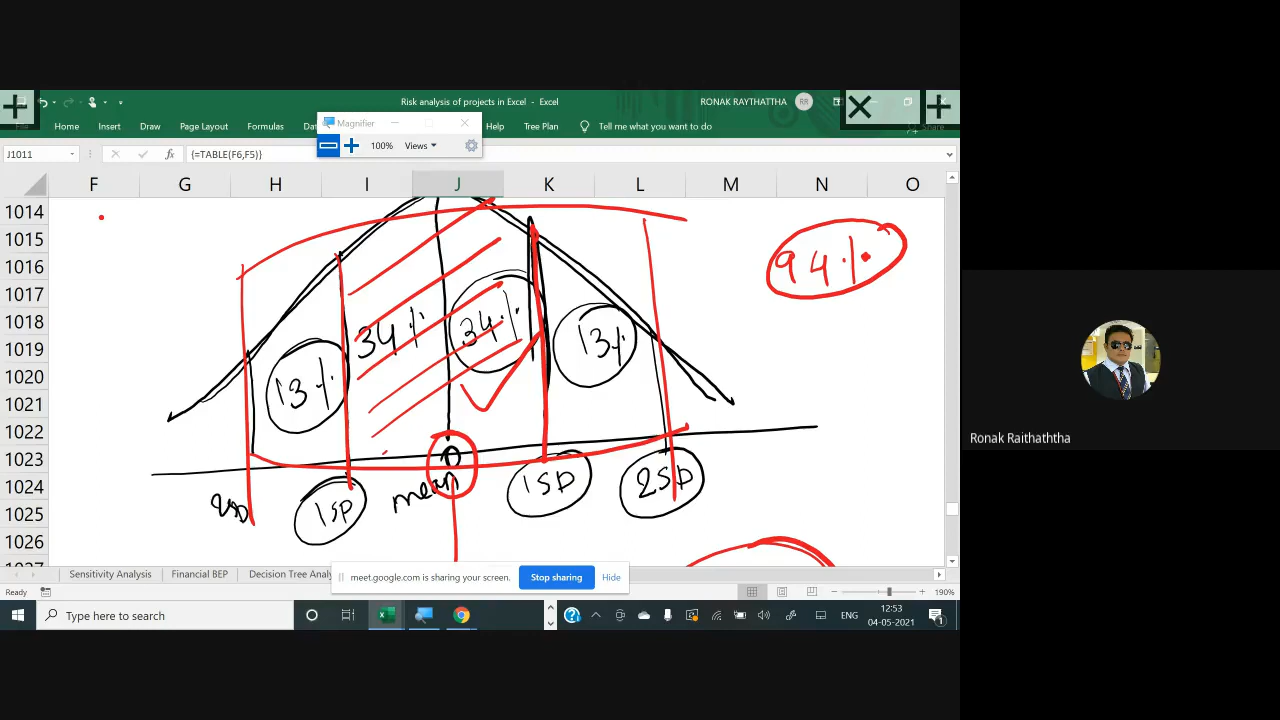 Risk analysis of projects in Excel - Excel
RONAK RAYTHATTHA RR
Magnifier
Home Insert Draw Page Layout Formulas Help Tree Plan Tell me what you want to do Share
100% Views
J1011 fx {=TABLE(F6,F5)}
F G H I J K L M N O
1014
1015
1016
1017
1018
1019
1020
1021
1022
1023
1024
1025
1026
94%
34% 34% 13%
13%
mean 1SD 2SD
2SD 1SD
Ronak Raithaththa
Sensitivity Analysis Financial BEP Decision Tree Analy
meet.google.com is sharing your screen. Stop sharing Hide
Ready 190%
Type here to search
ENG 12:53
04-05-2021